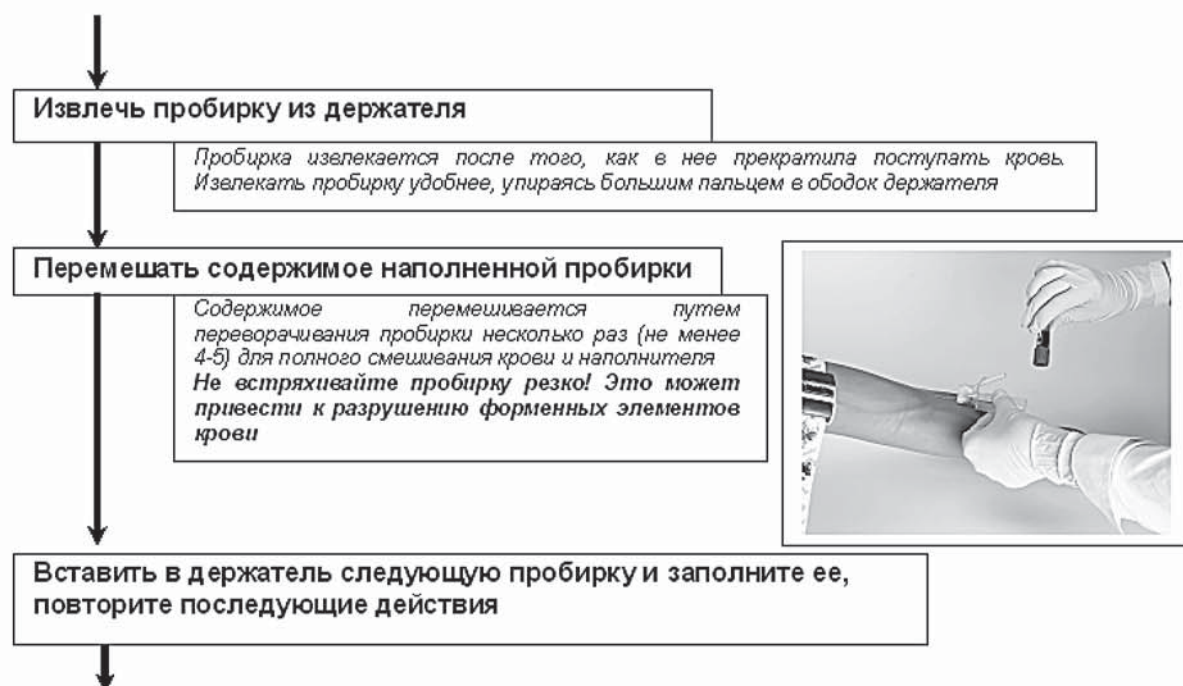 Извлечь пробирку из держателя
Пробирка извлекается после того, как в нее прекратила поступать кровь.
Извлекать пробирку удобнее, упираясь большим пальцем в ободок держателя
Перемешать содержимое наполненной пробирки
Содержимое перемешивается путем
переворачивания пробирки несколько раз (не менее
4-5) для полного смешивания крови и наполнителя
Не встряхивайте пробирку резко! Это может
привести к разрушению форменных элементов
крови
Вставить в держатель следующую пробирку и заполните ее,
повторите последующие действия